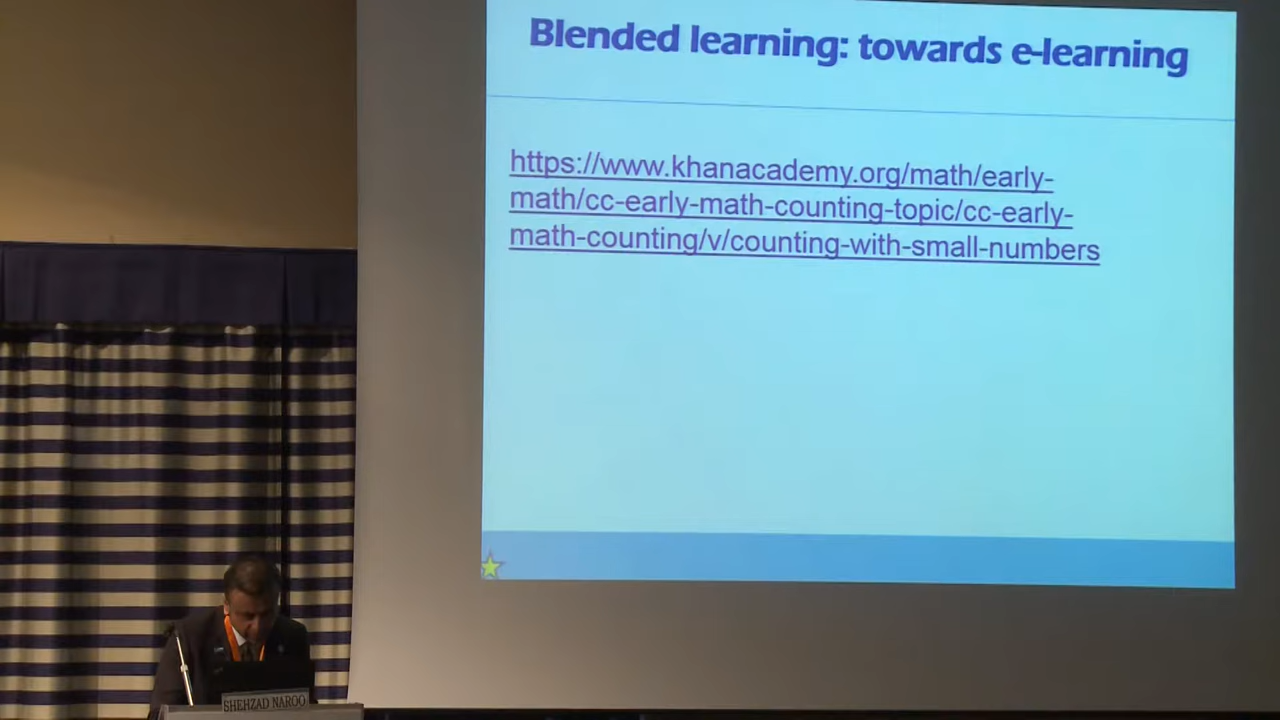 Blended learning: towards e-learning
https://www.khanacademy.org/math/early-
math/cc-early-math-counting-topic/cc-early-
math-counting/v/counting-with-small-numbers
SHEHZAD NAROO